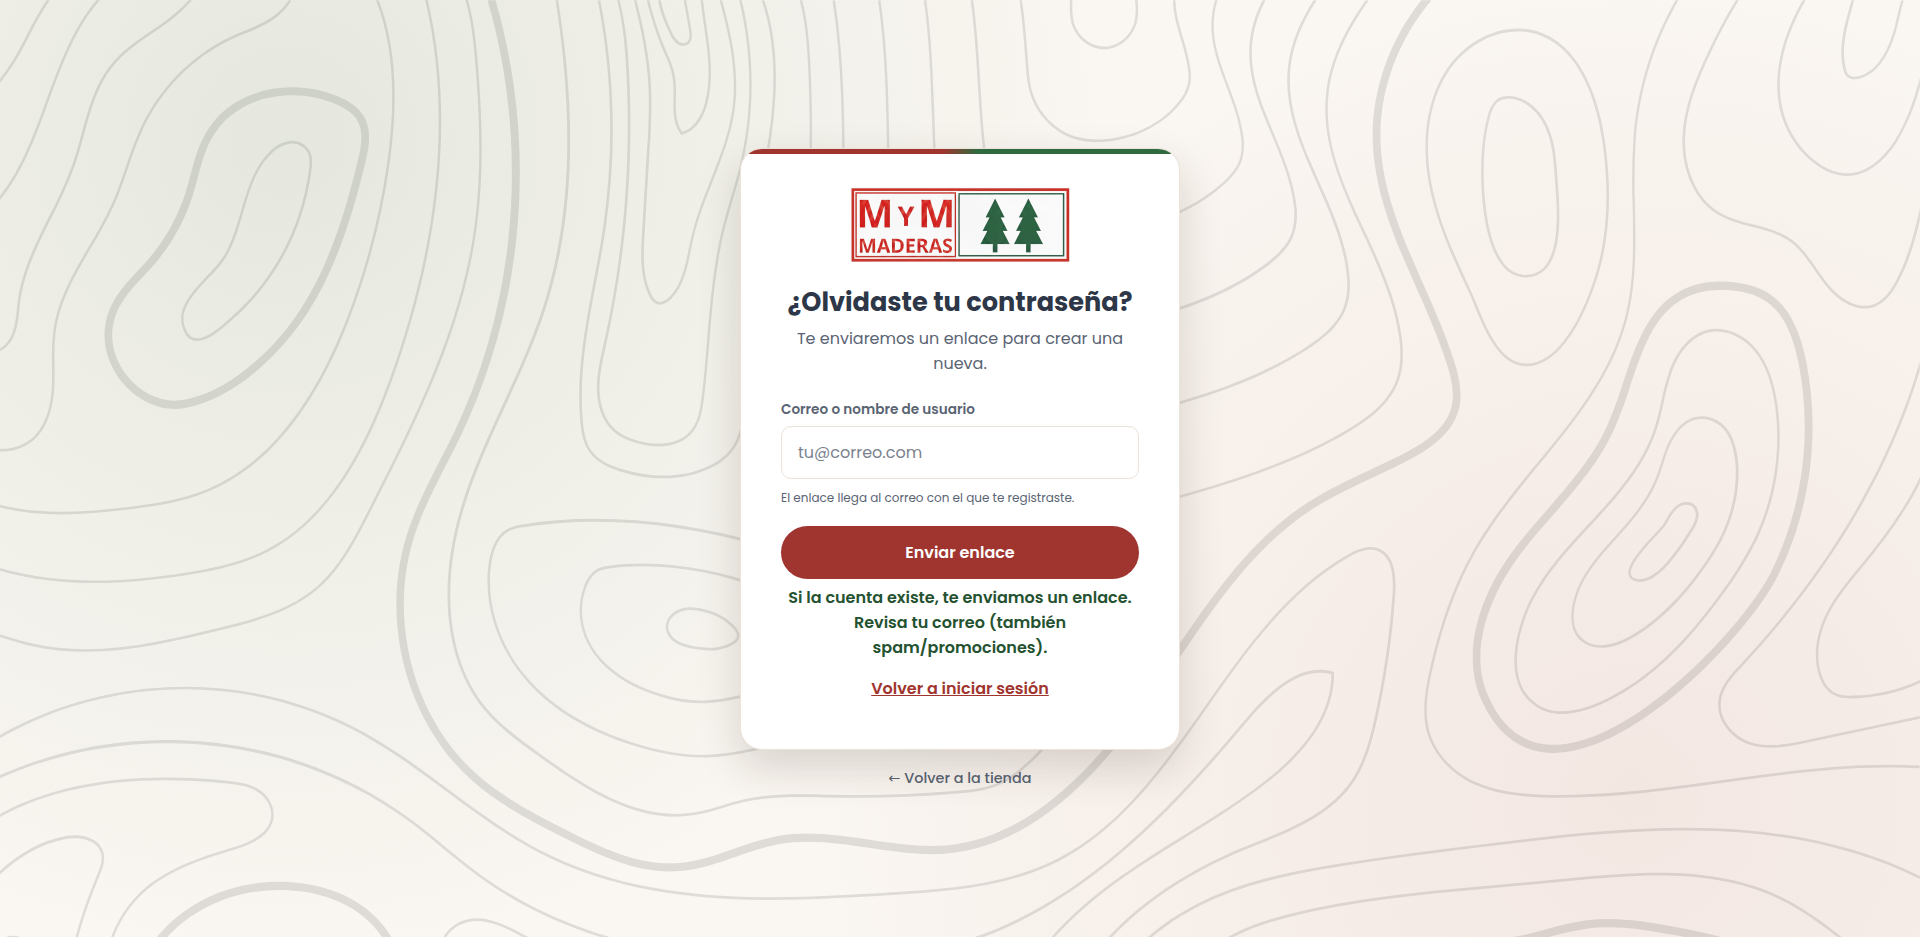 M Y M
MADERAS
¿Olvidaste tu contraseña?
Te enviaremos un enlace para crear una
nueva.
Correo o nombre de usuario
tu@correo.com
El enlace llega al correo con el que te registraste.
Enviar enlace
Si la cuenta existe, te enviamos un enlace.
Revisa tu correo (también
spam/promociones).
Volver a iniciar sesión
← Volver a la tienda